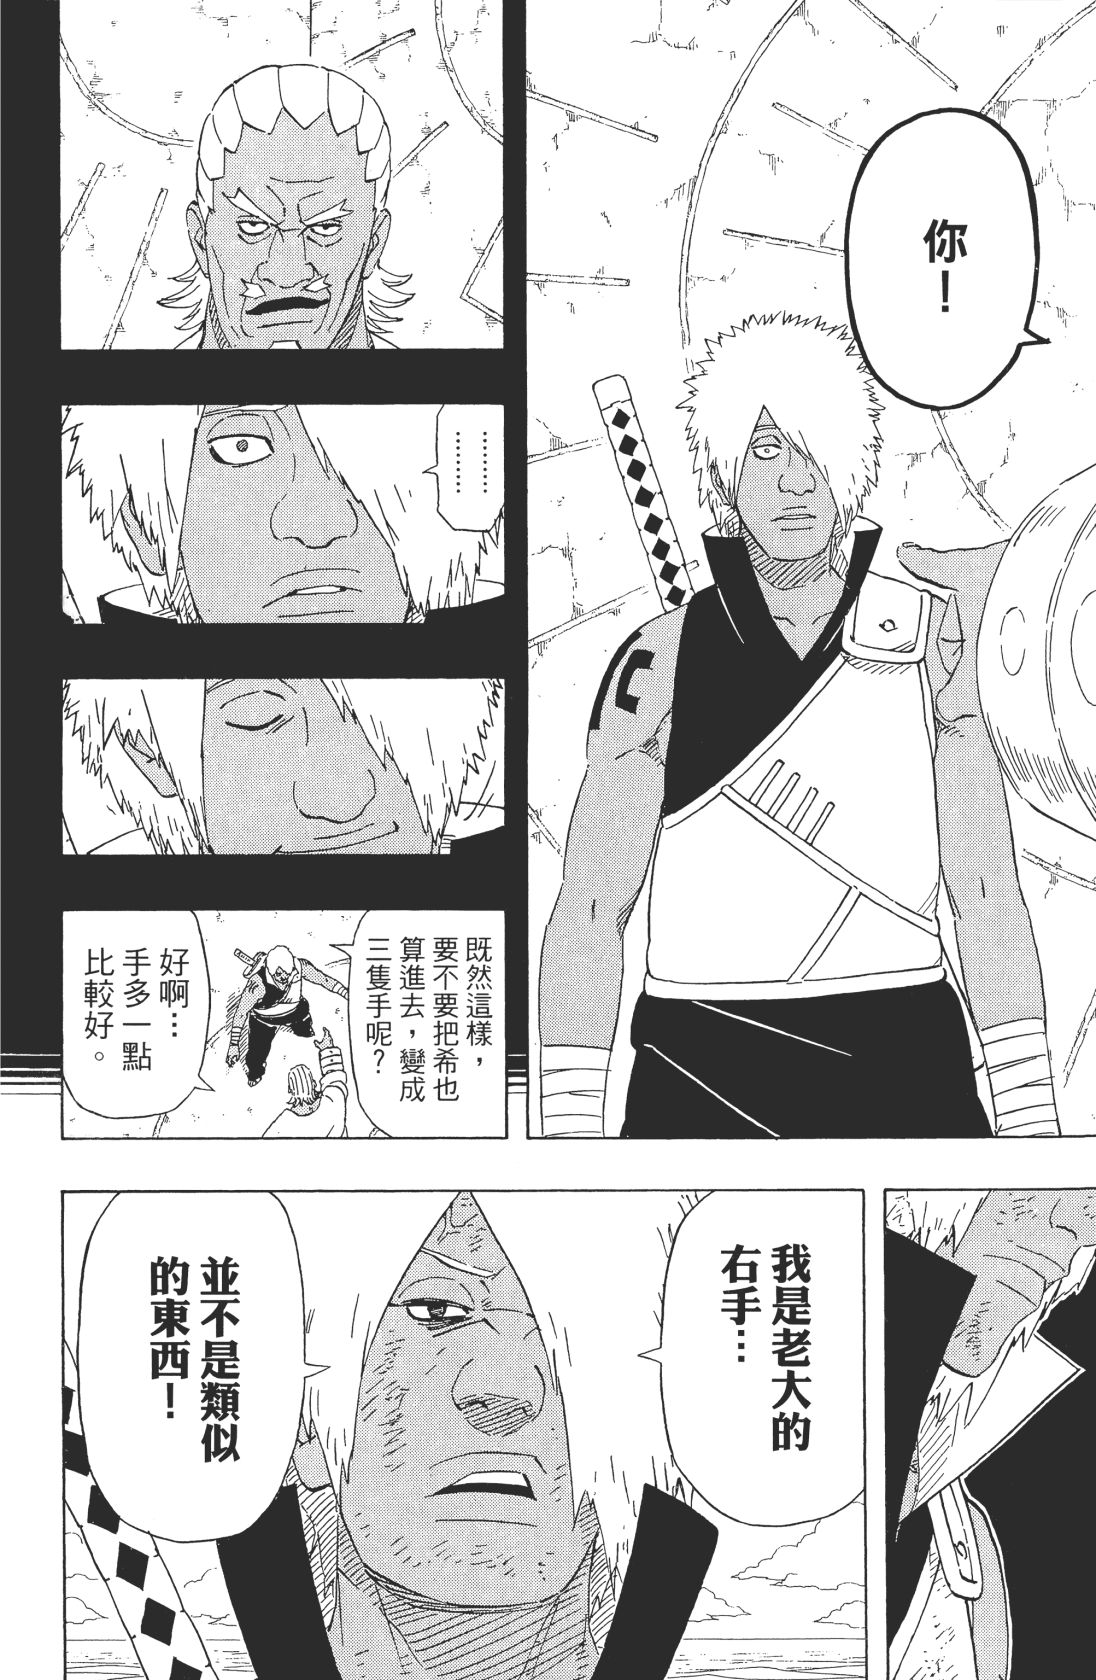 你！
⋯⋯⋯
⋯⋯⋯
既然這樣，
要不要把希也
算進去，變成
三隻手呢？
好啊⋯
手多一點
比較好。
我是老大的
右手⋯
並不是類似
的東西！